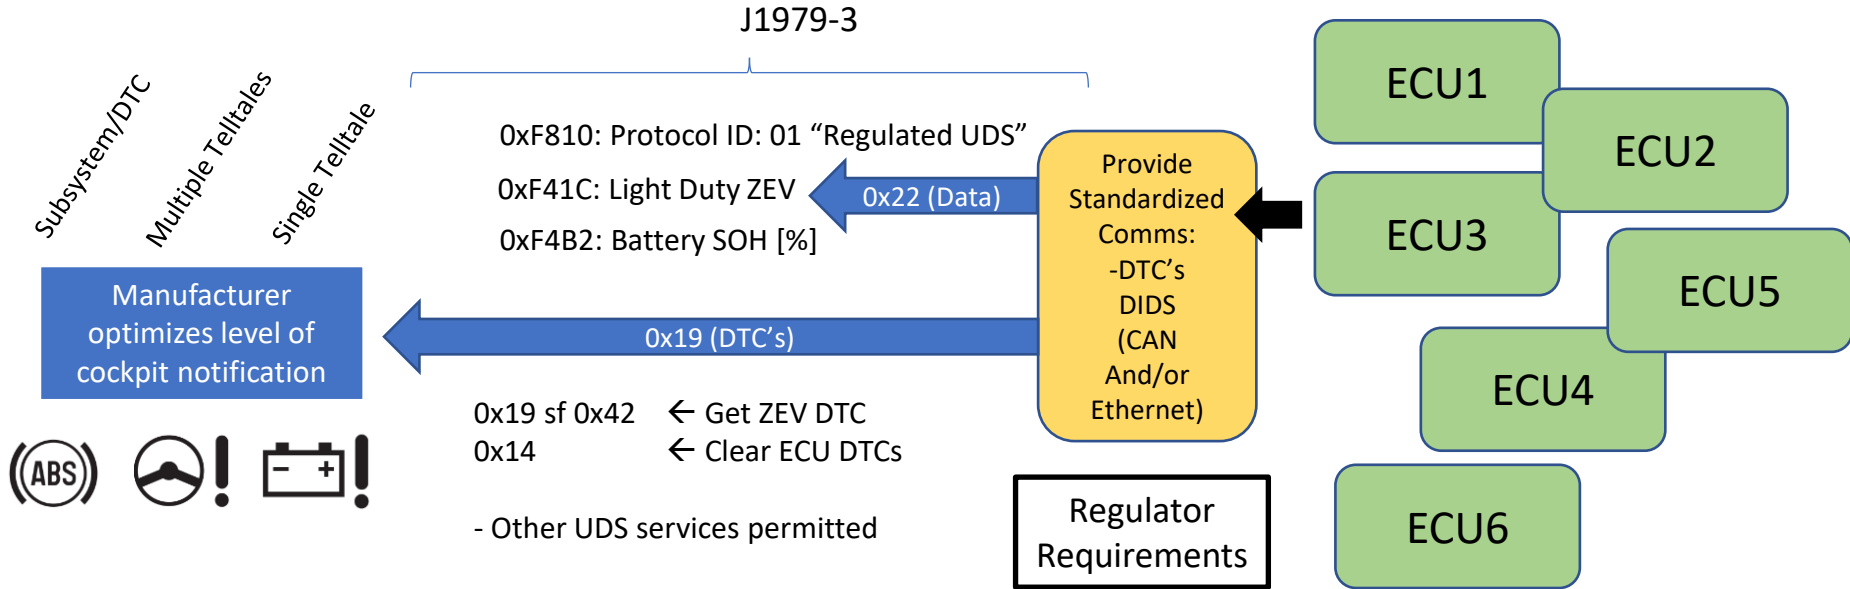 J1979-3
Subsystem/DTC
Multiple Telltales
Single Telltale
Manufacturer
optimizes level of
cockpit notification
ABS
0xF810: Protocol ID: 01 “Regulated UDS”
0xF41C: Light Duty ZEV
0xF4B2: Battery SOH [%]
0x22 (Data)
0x19 (DTC’s)
0x19 sf 0x42 ← Get ZEV DTC
0x14 ← Clear ECU DTCs
- Other UDS services permitted
Provide
Standardized
Comms:
-DTC’s
DIDS
(CAN
And/or
Ethernet)
Regulator
Requirements
ECU1
ECU2
ECU3
ECU5
ECU4
ECU6